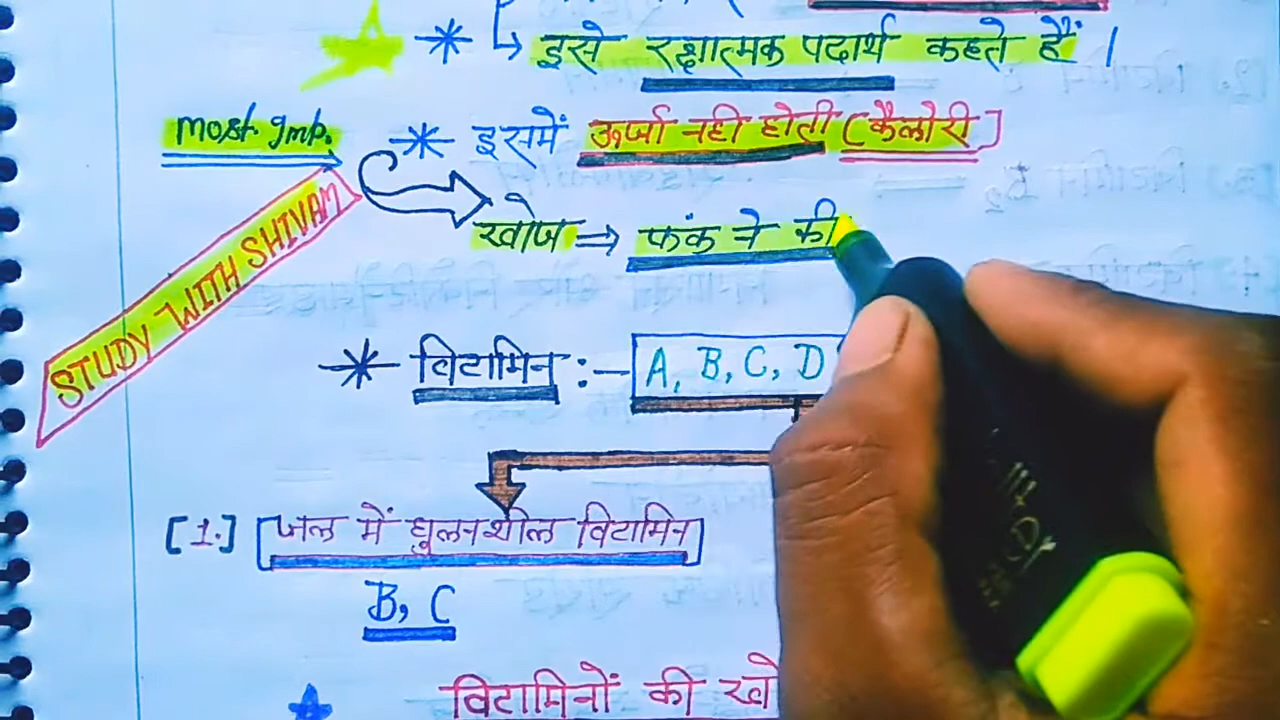 * ↳ इसे रक्षात्मक पदार्थ कहते हैं ।
most Imp.
* इसमें ऊर्जा नही होती (कैलोरी)
STUDY WITH SHIVAM
खोज ⇒ फंक ने की
* विटामिन :- A, B, C, D
[1.] जल में घुलनशील विटामिन
B, C
विटामिनों की खो